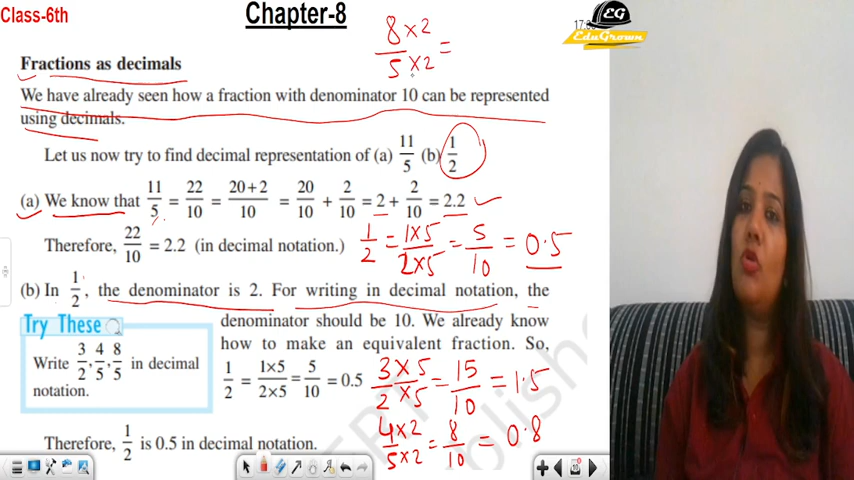 Class-6th
Chapter-8
EG
EduGrown
8×2/5×2 =
Fractions as decimals
We have already seen how a fraction with denominator 10 can be represented
using decimals.
Let us now try to find decimal representation of (a) 11/5 (b) 1/2
(a) We know that 11/5 = 22/10 = 20+2/10 = 20/10 + 2/10 = 2 + 2/10 = 2.2
Therefore, 22/10 = 2.2 (in decimal notation.)
1/2 = 1×5/2×5 = 5/10 = 0.5
(b) In 1/2, the denominator is 2. For writing in decimal notation, the
denominator should be 10. We already know
how to make an equivalent fraction. So,
1/2 = 1×5/2×5 = 5/10 = 0.5
Try These
Write 3/2, 4/5, 8/5 in decimal
notation.
3×5/2×5 = 15/10 = 1.5
4×2/5×2 = 8/10 = 0.8
Therefore, 1/2 is 0.5 in decimal notation.